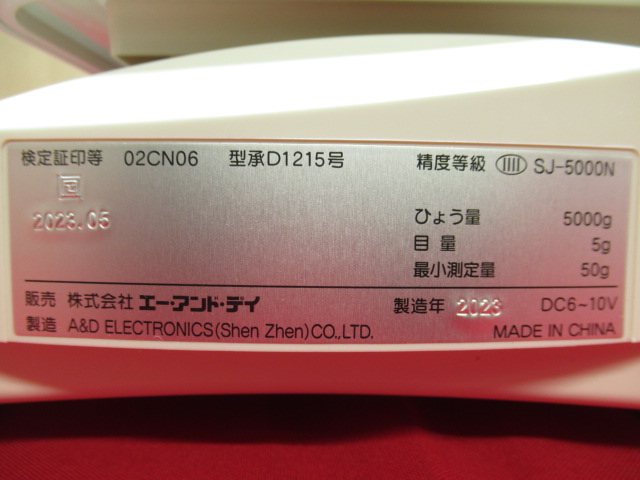 検定証印等 02CN06 型承D1215号 精度等級 IIII SJ-5000N
2023.05
ひょう量 5000g
目量 5g
最小測定量 50g
販売 株式会社 エー・アンド・デイ 製造年 2023 DC6~10V
製造 A&D ELECTRONICS(Shen Zhen)CO.,LTD. MADE IN CHINA